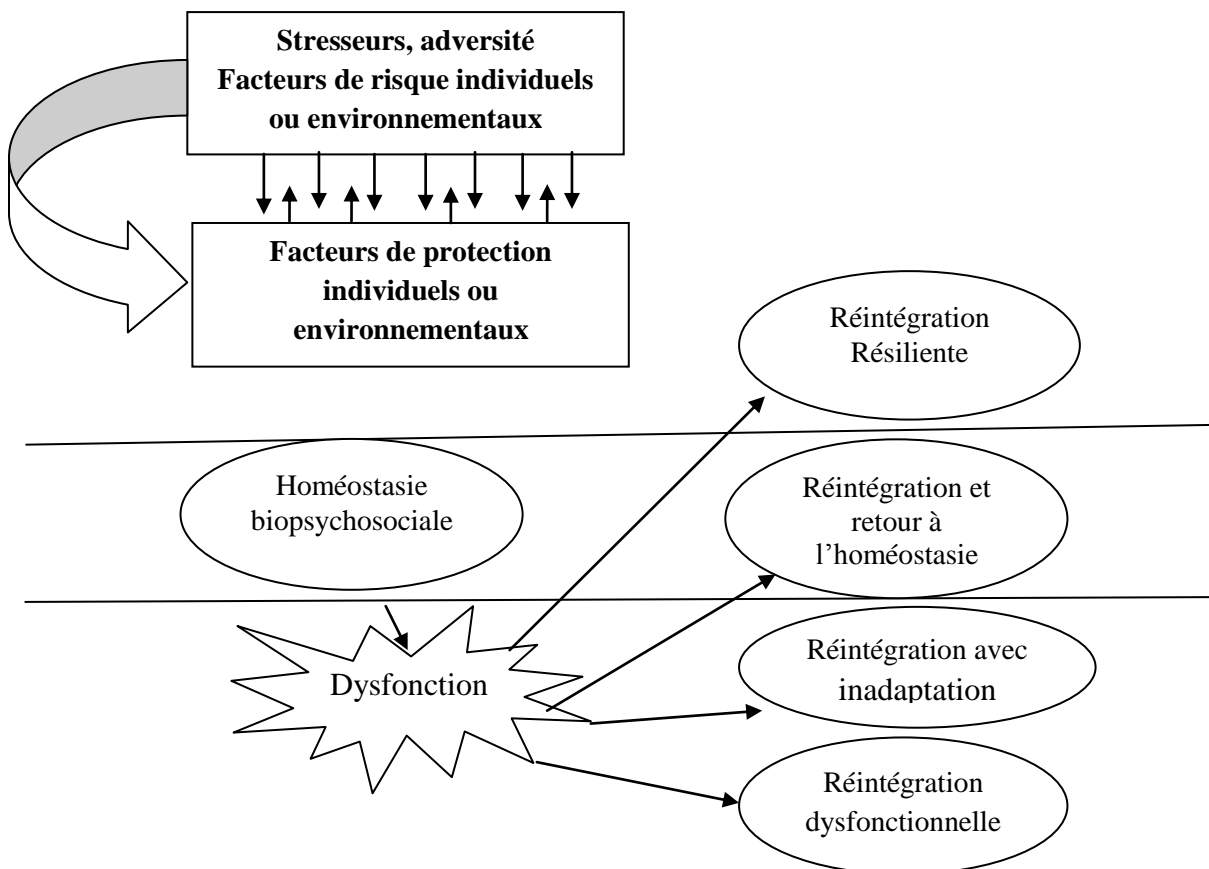 Stresseurs, adversité
Facteurs de risque individuels
ou environnementaux
Facteurs de protection
individuels ou
environnementaux
Réintégration
Résiliente
Homéostasie
biopsychosociale
Réintégration et
retour à
l’homéostasie
Dysfonction
Réintégration avec
inadaptation
Réintégration
dysfonctionnelle